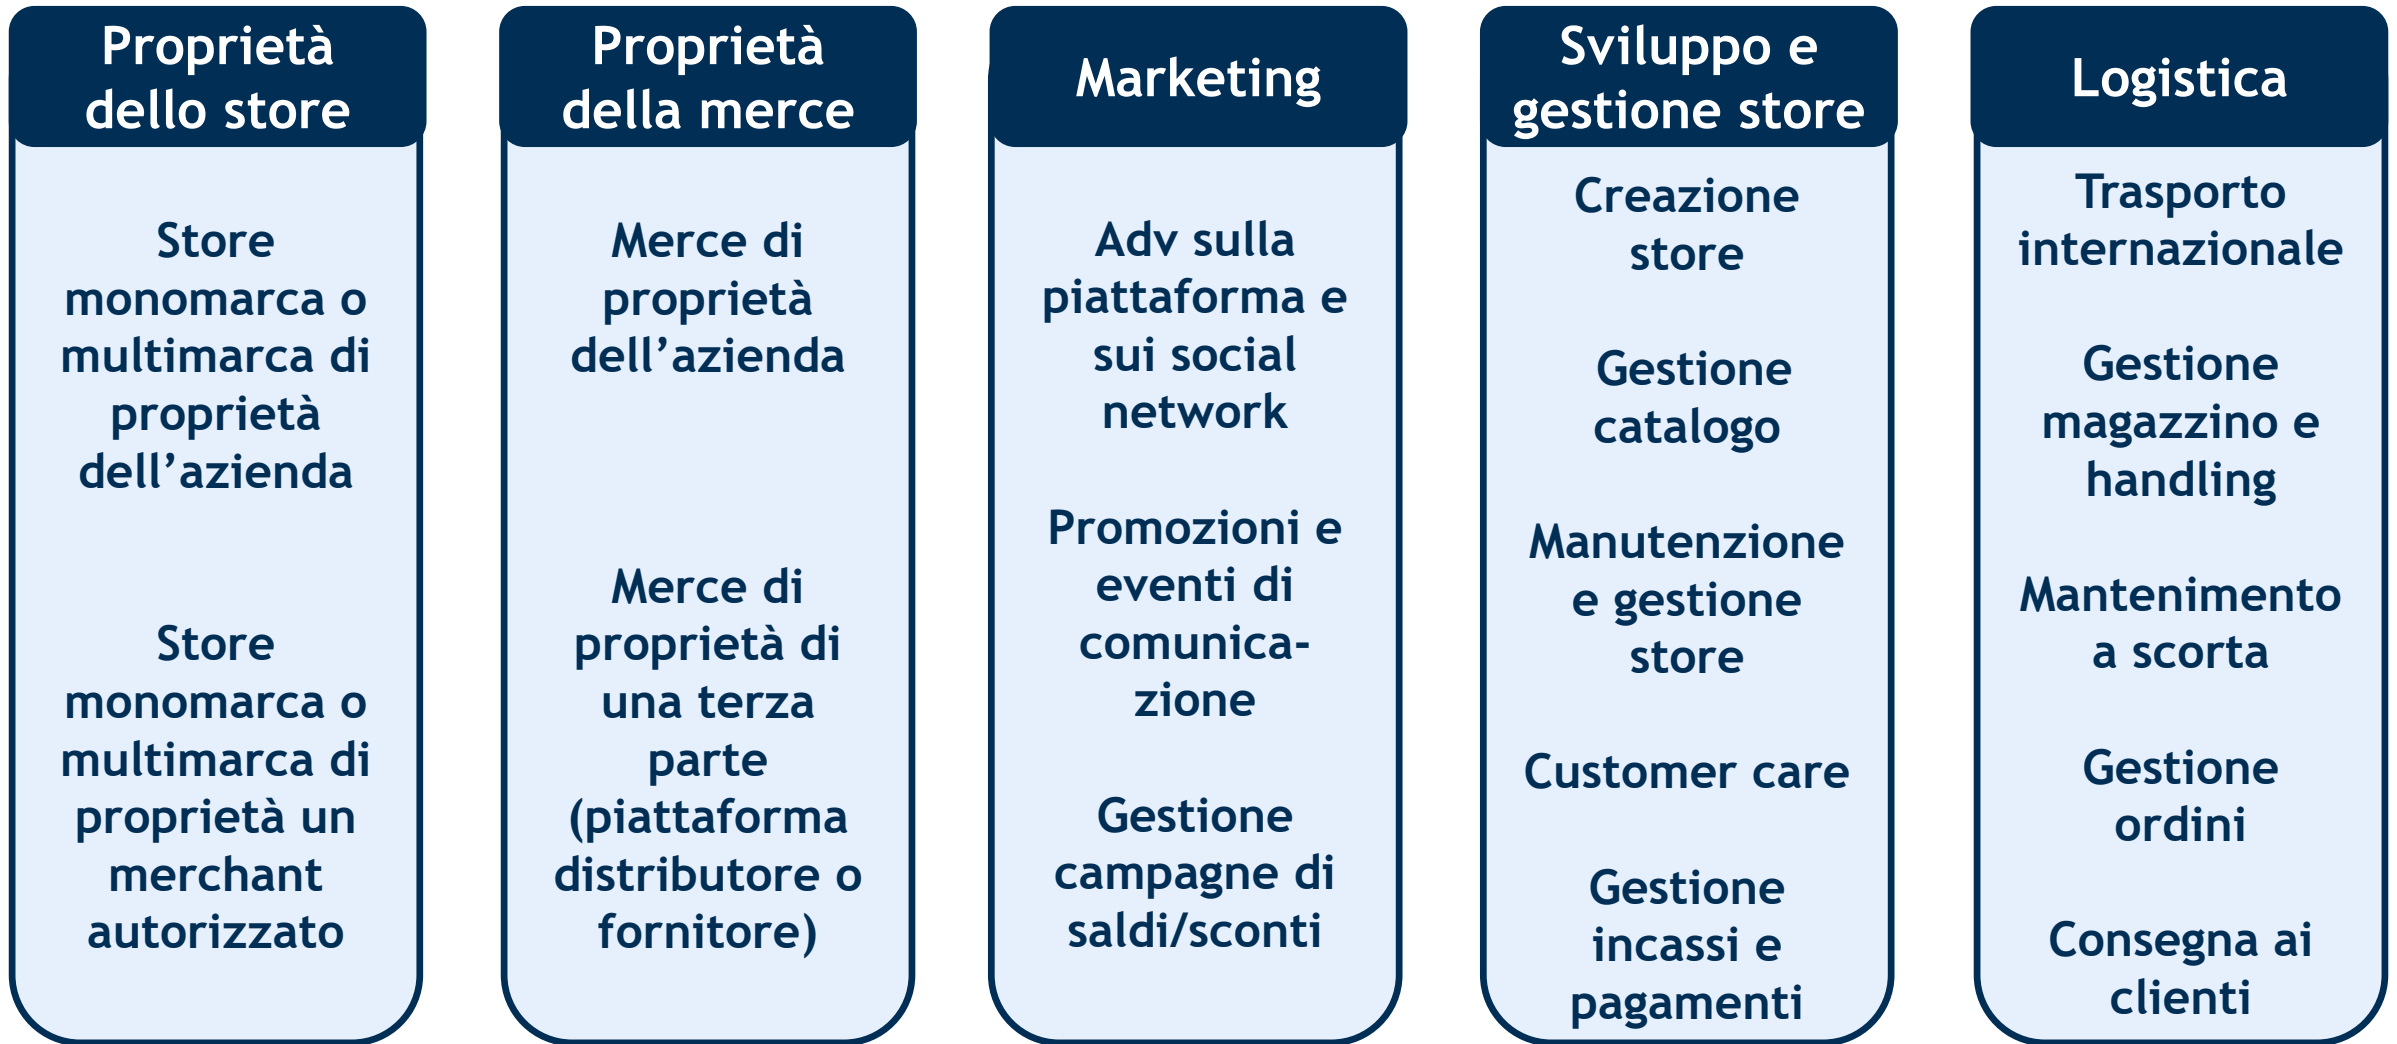 Proprietà
dello store
Store
monomarca o
multimarca di
proprietà
dell’azienda
Store
monomarca o
multimarca di
proprietà un
merchant
autorizzato
Proprietà
della merce
Merce di
proprietà
dell’azienda
Merce di
proprietà di
una terza
parte
(piattaforma
distributore o
fornitore)
Marketing
Adv sulla
piattaforma e
sui social
network
Promozioni e
eventi di
comunica-
zione
Gestione
campagne di
saldi/sconti
Sviluppo e
gestione store
Creazione
store
Gestione
catalogo
Manutenzione
e gestione
store
Customer care
Gestione
incassi e
pagamenti
Logistica
Trasporto
internazionale
Gestione
magazzino e
handling
Mantenimento
a scorta
Gestione
ordini
Consegna ai
clienti